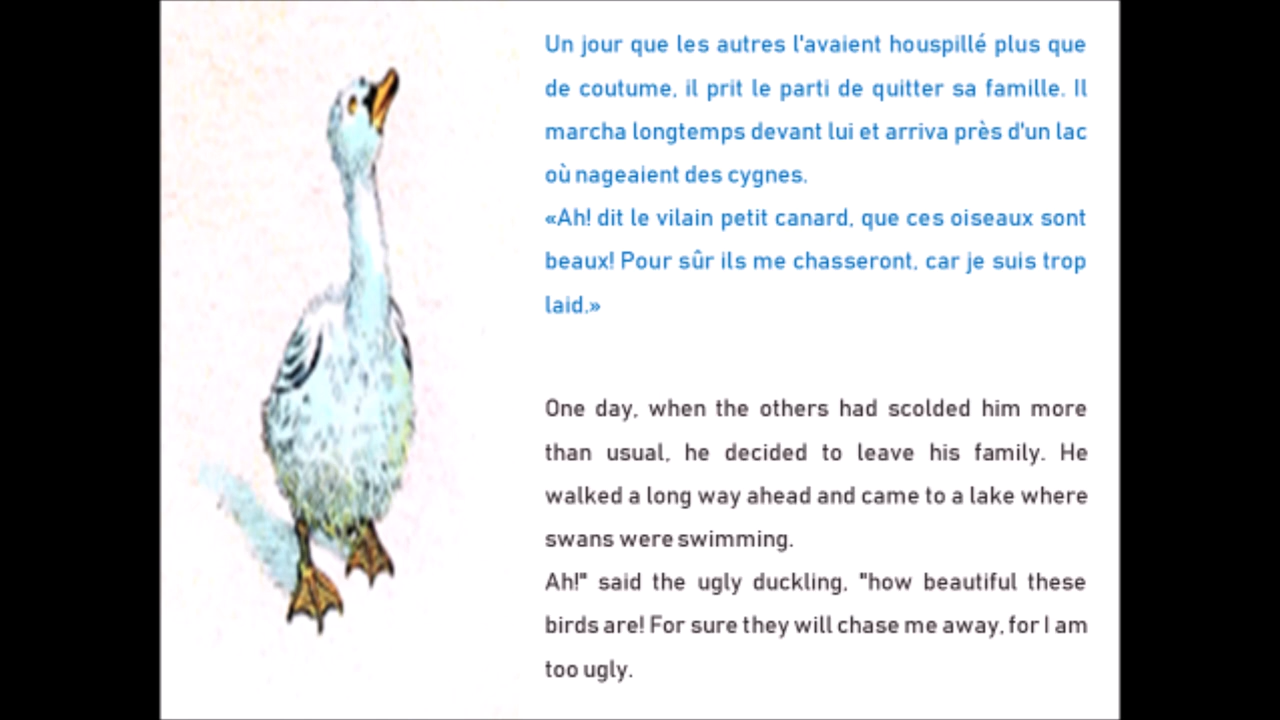 Un jour que les autres l'avaient houspillé plus que
de coutume, il prit le parti de quitter sa famille. Il
marcha longtemps devant lui et arriva près d'un lac
où nageaient des cygnes.
«Ah! dit le vilain petit canard, que ces oiseaux sont
beaux! Pour sûr ils me chasseront, car je suis trop
laid.»
One day, when the others had scolded him more
than usual, he decided to leave his family. He
walked a long way ahead and came to a lake where
swans were swimming.
Ah!" said the ugly duckling, "how beautiful these
birds are! For sure they will chase me away, for I am
too ugly.